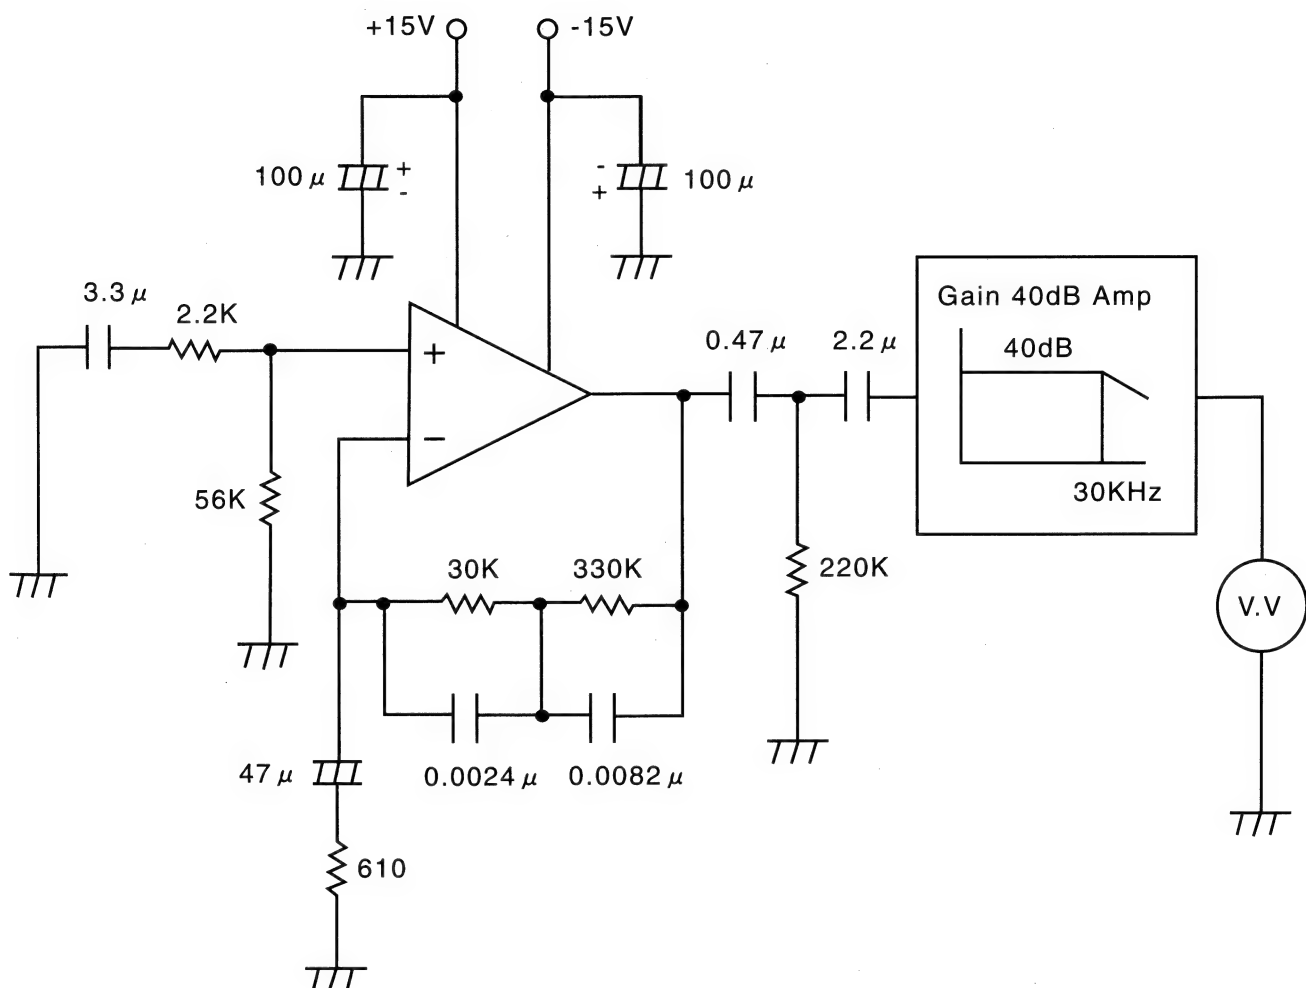 +15V
-15V
100μ
+
-
-
+
100μ
3.3μ
2.2K
Gain 40dB Amp
40dB
30KHz
0.47μ
2.2μ
+
−
56K
30K
330K
220K
V.V
47μ
0.0024μ
0.0082μ
610